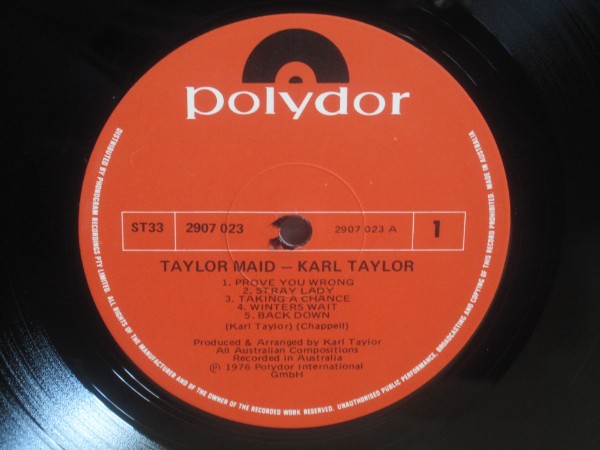 polydor
ST33 2907 023 2907 023 A 1
TAYLOR MAID – KARL TAYLOR
1. PROVE YOU WRONG
2. STRAY LADY
3. TAKING A CHANCE
4. WINTERS WAIT
5. BACK DOWN
(Karl Taylor) (Chappell)
Produced & Arranged by Karl Taylor
All Australian Compositions
Recorded in Australia
℗ 1976 Polydor International
GmbH
DISTRIBUTED BY PHONOGRAM RECORDINGS PTY LIMITED. ALL RIGHTS OF THE MANUFACTURER AND OF THE OWNER OF THE RECORDED WORK RESERVED. UNAUTHORISED PUBLIC PERFORMANCE, BROADCASTING AND COPYING OF THIS RECORD PROHIBITED. MADE IN AUSTRALIA